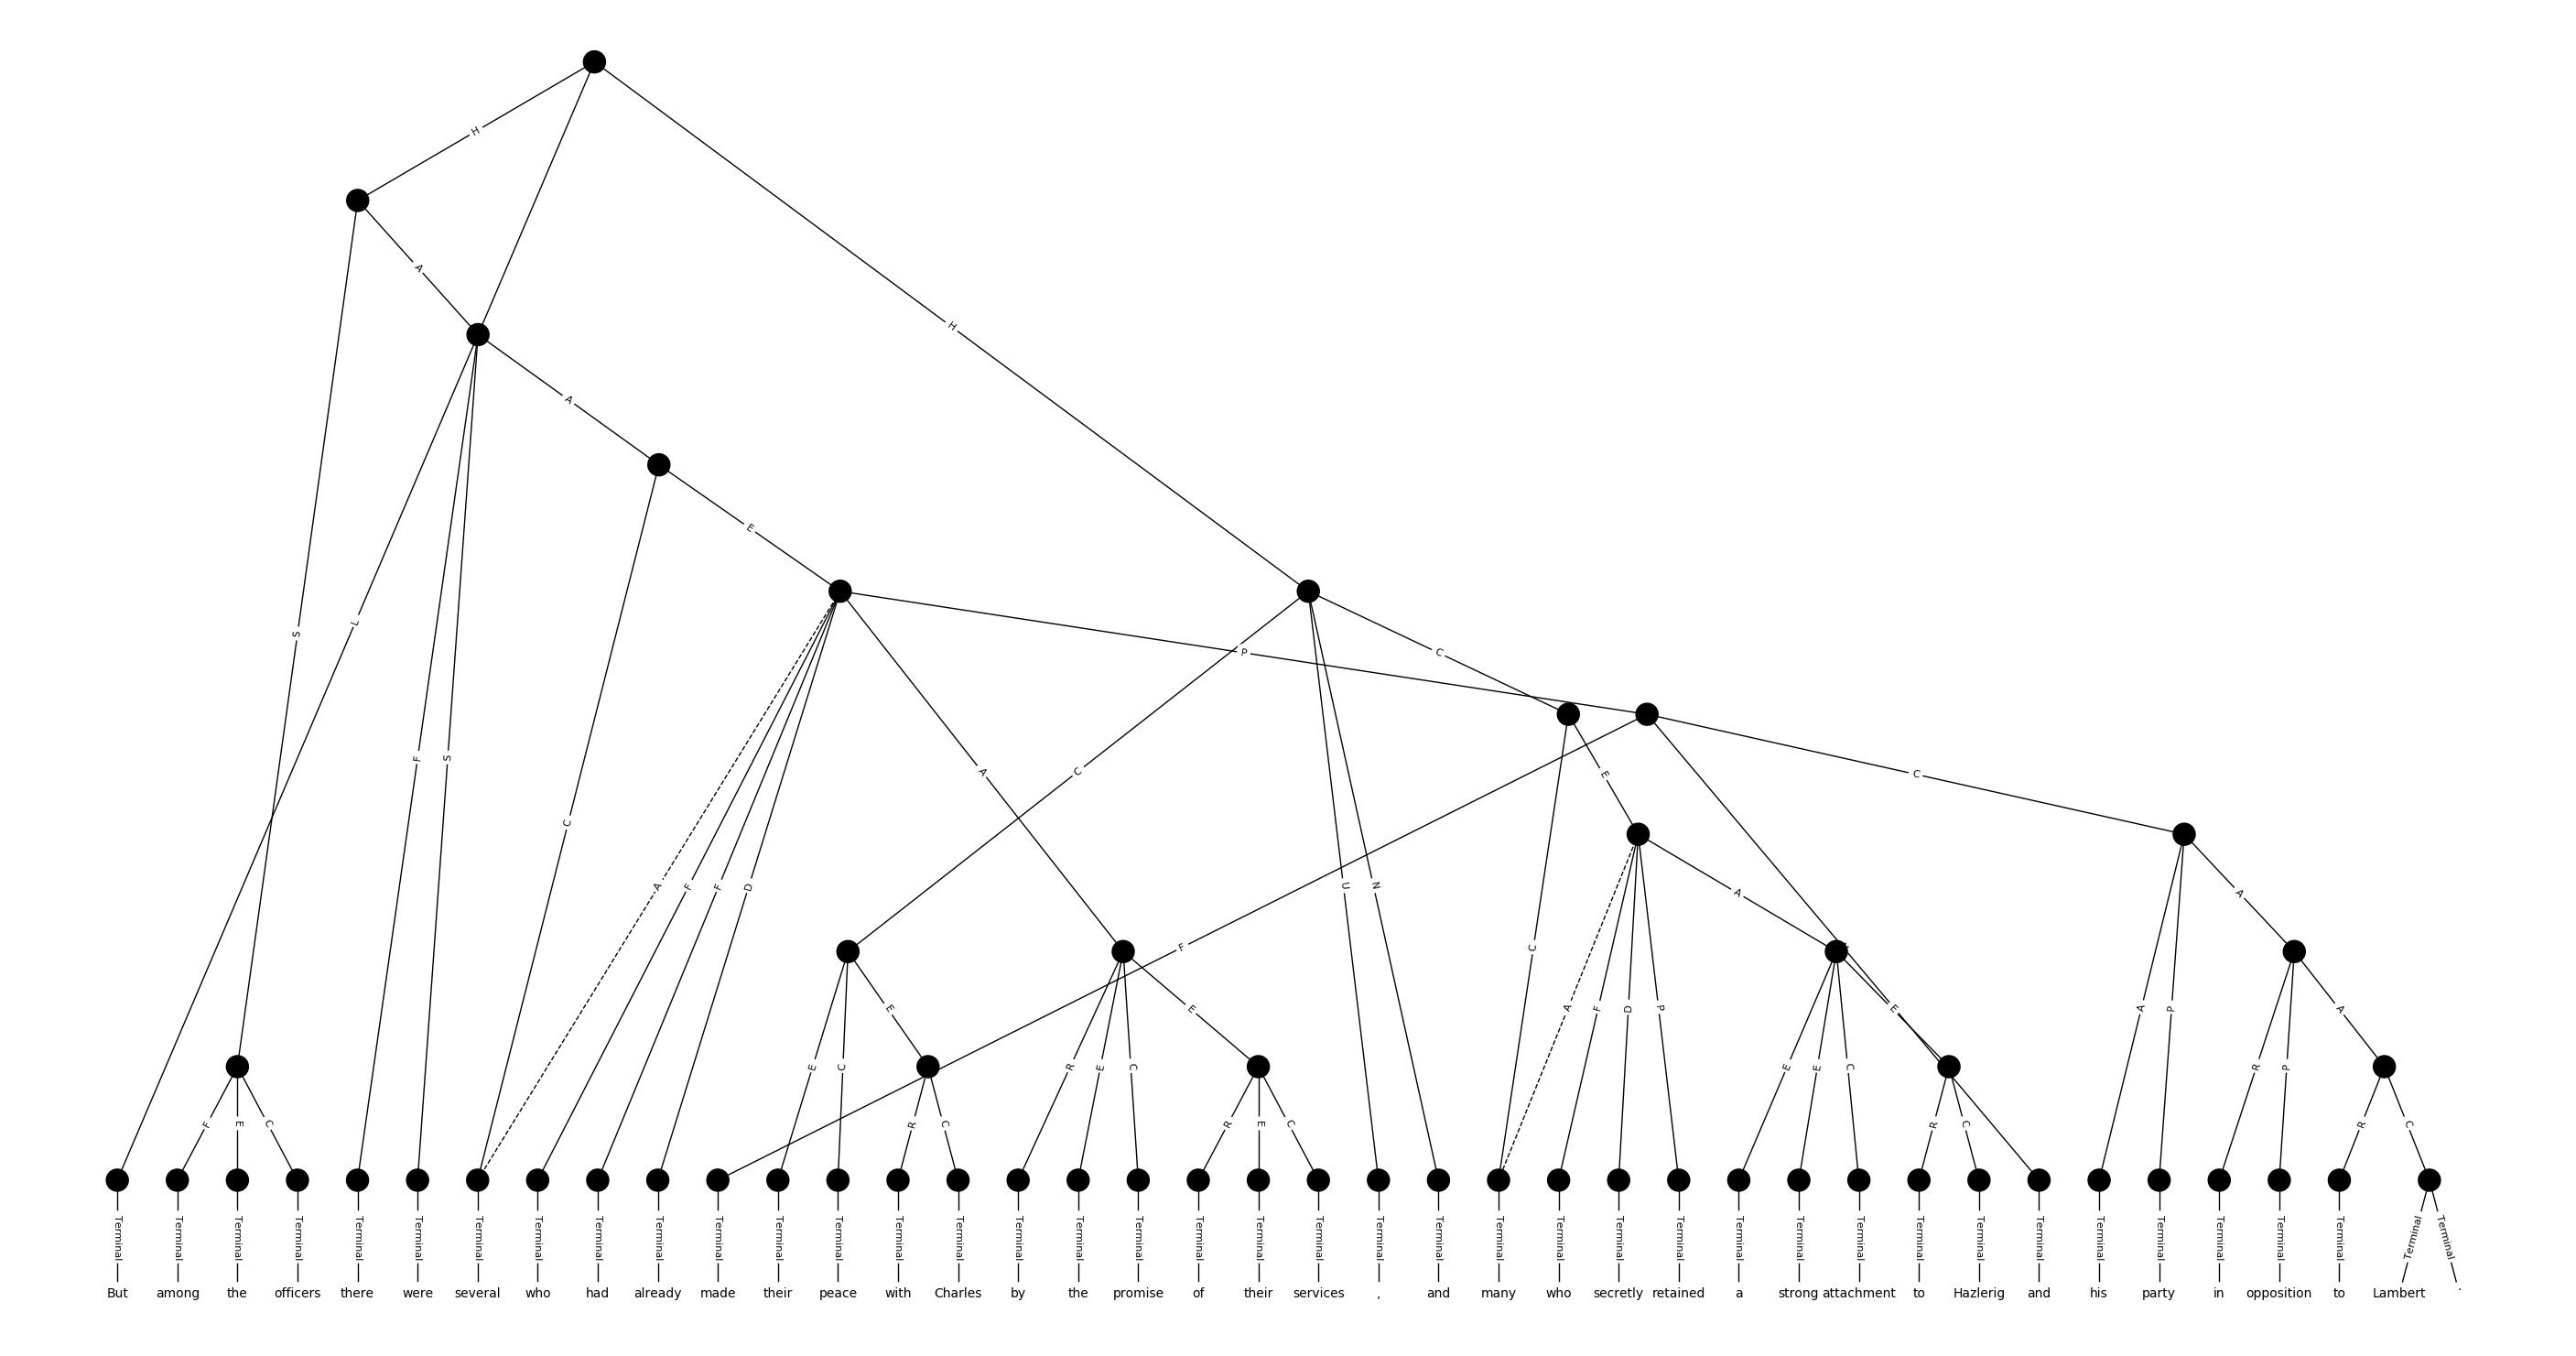 H
A
H
A
E
S
L
P
C
F
S
E
C
C
A
C
A
F
F
D
U
N
A
A
F
C
E
E
C
A
F
D
P
E
A
P
A
E
C
R
E
C
E
E
C
R
P
F
E
C
R
C
R
E
C
R
C
R
C
Terminal Terminal Terminal Terminal Terminal Terminal Terminal Terminal Terminal Terminal Terminal Terminal Terminal Terminal Terminal Terminal Terminal Terminal Terminal Terminal Terminal Terminal Terminal Terminal Terminal Terminal Terminal Terminal Terminal Terminal Terminal Terminal Terminal Terminal Terminal Terminal Terminal Terminal Terminal Terminal
But among the officers there were several who had already made their peace with Charles by the promise of their services , and many who secretly retained a strong attachment to Hazlerig and his party in opposition to Lambert .